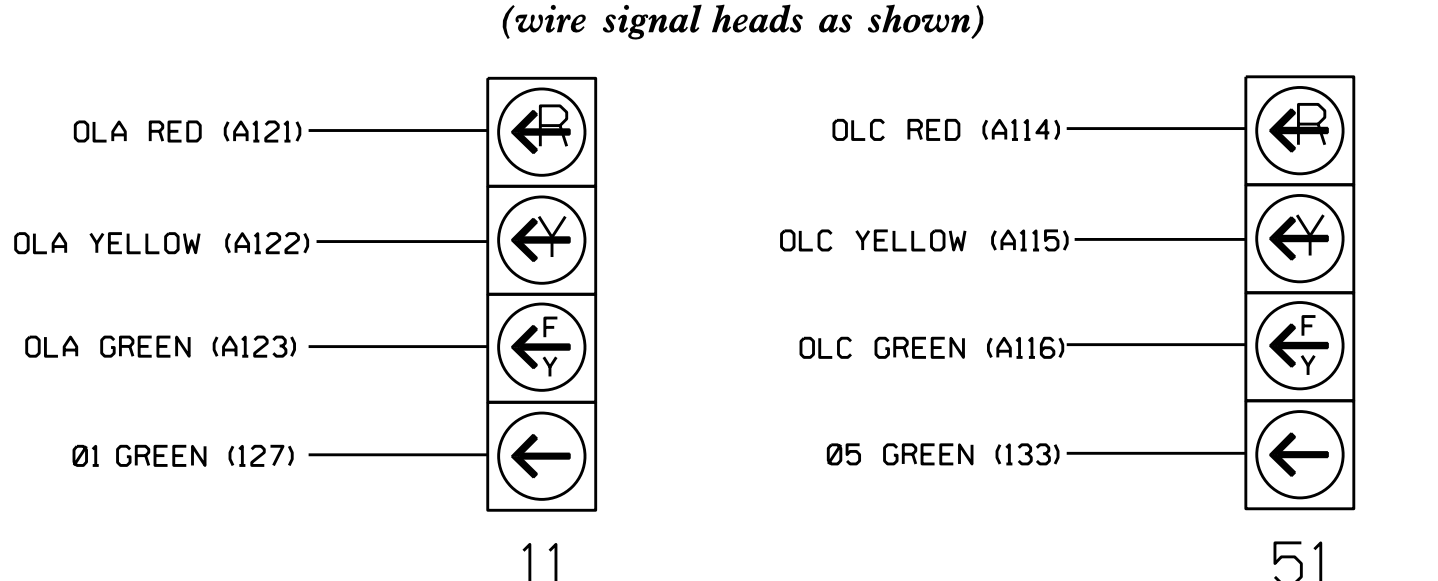 (wire signal heads as shown)
OLA RED (A121)
R
OLA YELLOW (A122)
Y
OLA GREEN (A123)
F
Y
Ø1 GREEN (127)
11
OLC RED (A114)
R
OLC YELLOW (A115)
Y
OLC GREEN (A116)
F
Y
Ø5 GREEN (133)
51